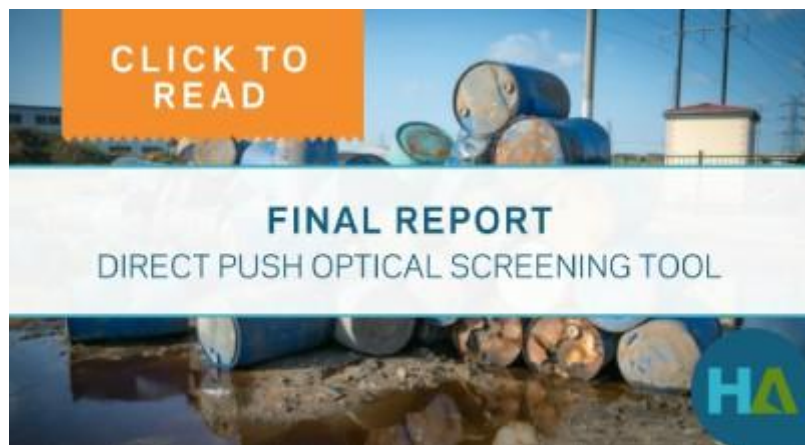 CLICK TO
READ
FINAL REPORT
DIRECT PUSH OPTICAL SCREENING TOOL
HA